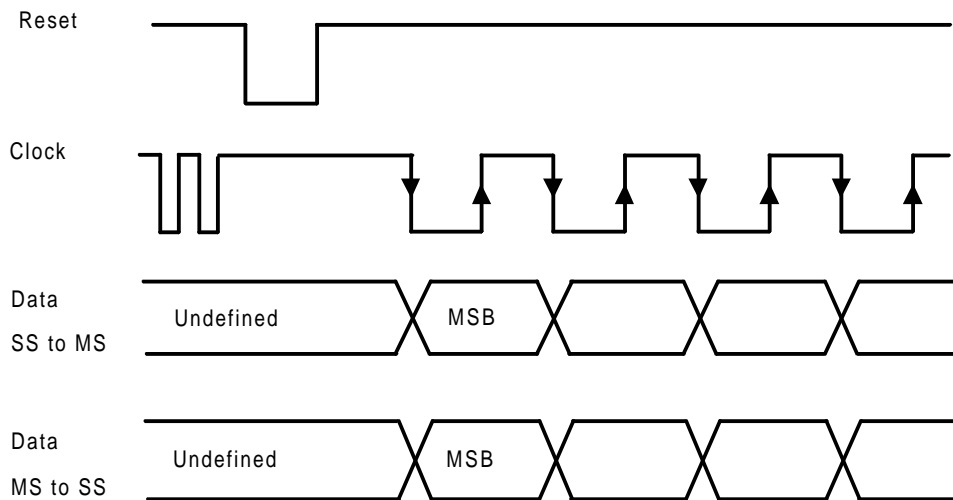 Reset
Clock
Data
SS to MS
Undefined
MSB
Data
MS to SS
Undefined
MSB